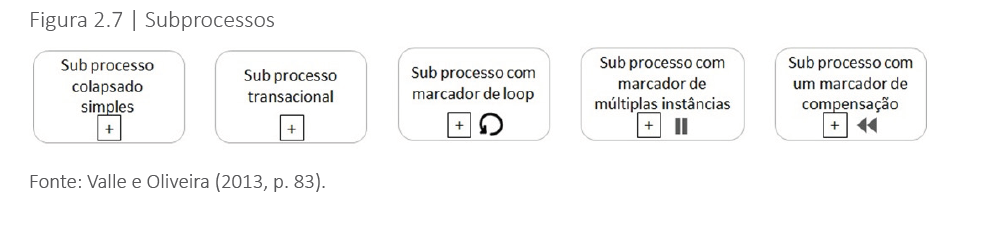 Figura 2.7 | Subprocessos
Sub processo
colapsado
simples
+
Sub processo
transacional
+
Sub processo com
marcador de loop
+
Sub processo com
marcador de
múltiplas instâncias
+
Sub processo com
um marcador de
compensação
+
Fonte: Valle e Oliveira (2013, p. 83).